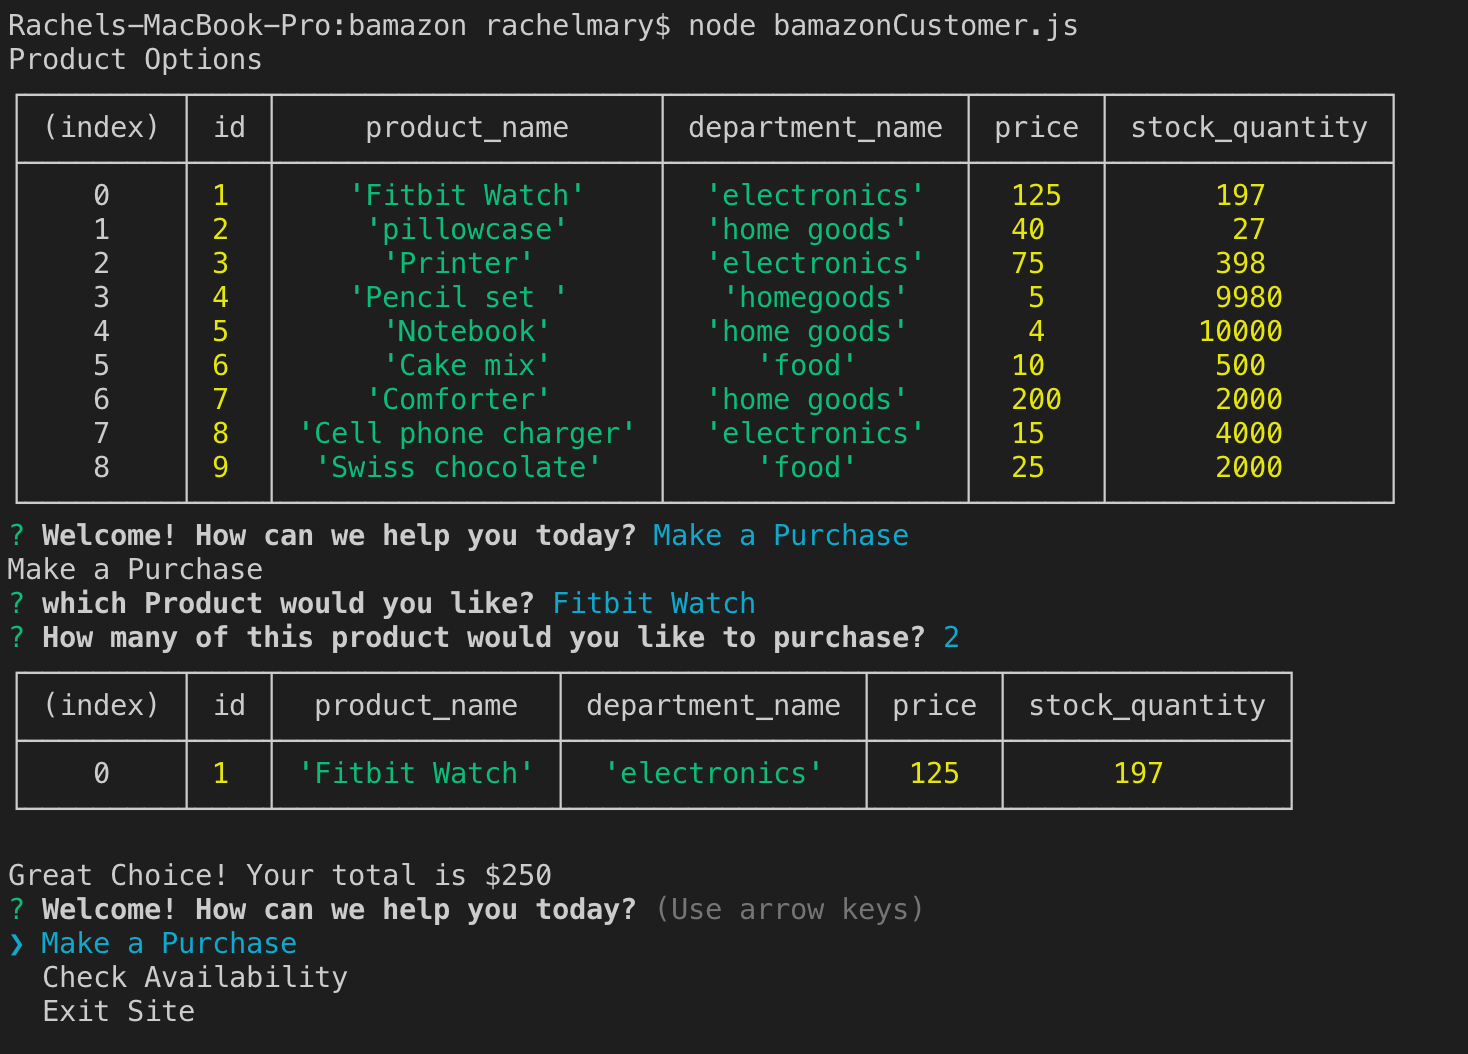 Rachels-MacBook-Pro:bamazon rachelmary$ node bamazonCustomer.js
Product Options
(index) id product_name department_name price stock_quantity
0 1 'Fitbit Watch' 'electronics' 125 197
1 2 'pillowcase' 'home goods' 40 27
2 3 'Printer' 'electronics' 75 398
3 4 'Pencil set ' 'homegoods' 5 9980
4 5 'Notebook' 'home goods' 4 10000
5 6 'Cake mix' 'food' 10 500
6 7 'Comforter' 'home goods' 200 2000
7 8 'Cell phone charger' 'electronics' 15 4000
8 9 'Swiss chocolate' 'food' 25 2000
? Welcome! How can we help you today? Make a Purchase
Make a Purchase
? which Product would you like? Fitbit Watch
? How many of this product would you like to purchase? 2
(index) id product_name department_name price stock_quantity
0 1 'Fitbit Watch' 'electronics' 125 197
Great Choice! Your total is $250
? Welcome! How can we help you today? (Use arrow keys)
❯ Make a Purchase
Check Availability
Exit Site